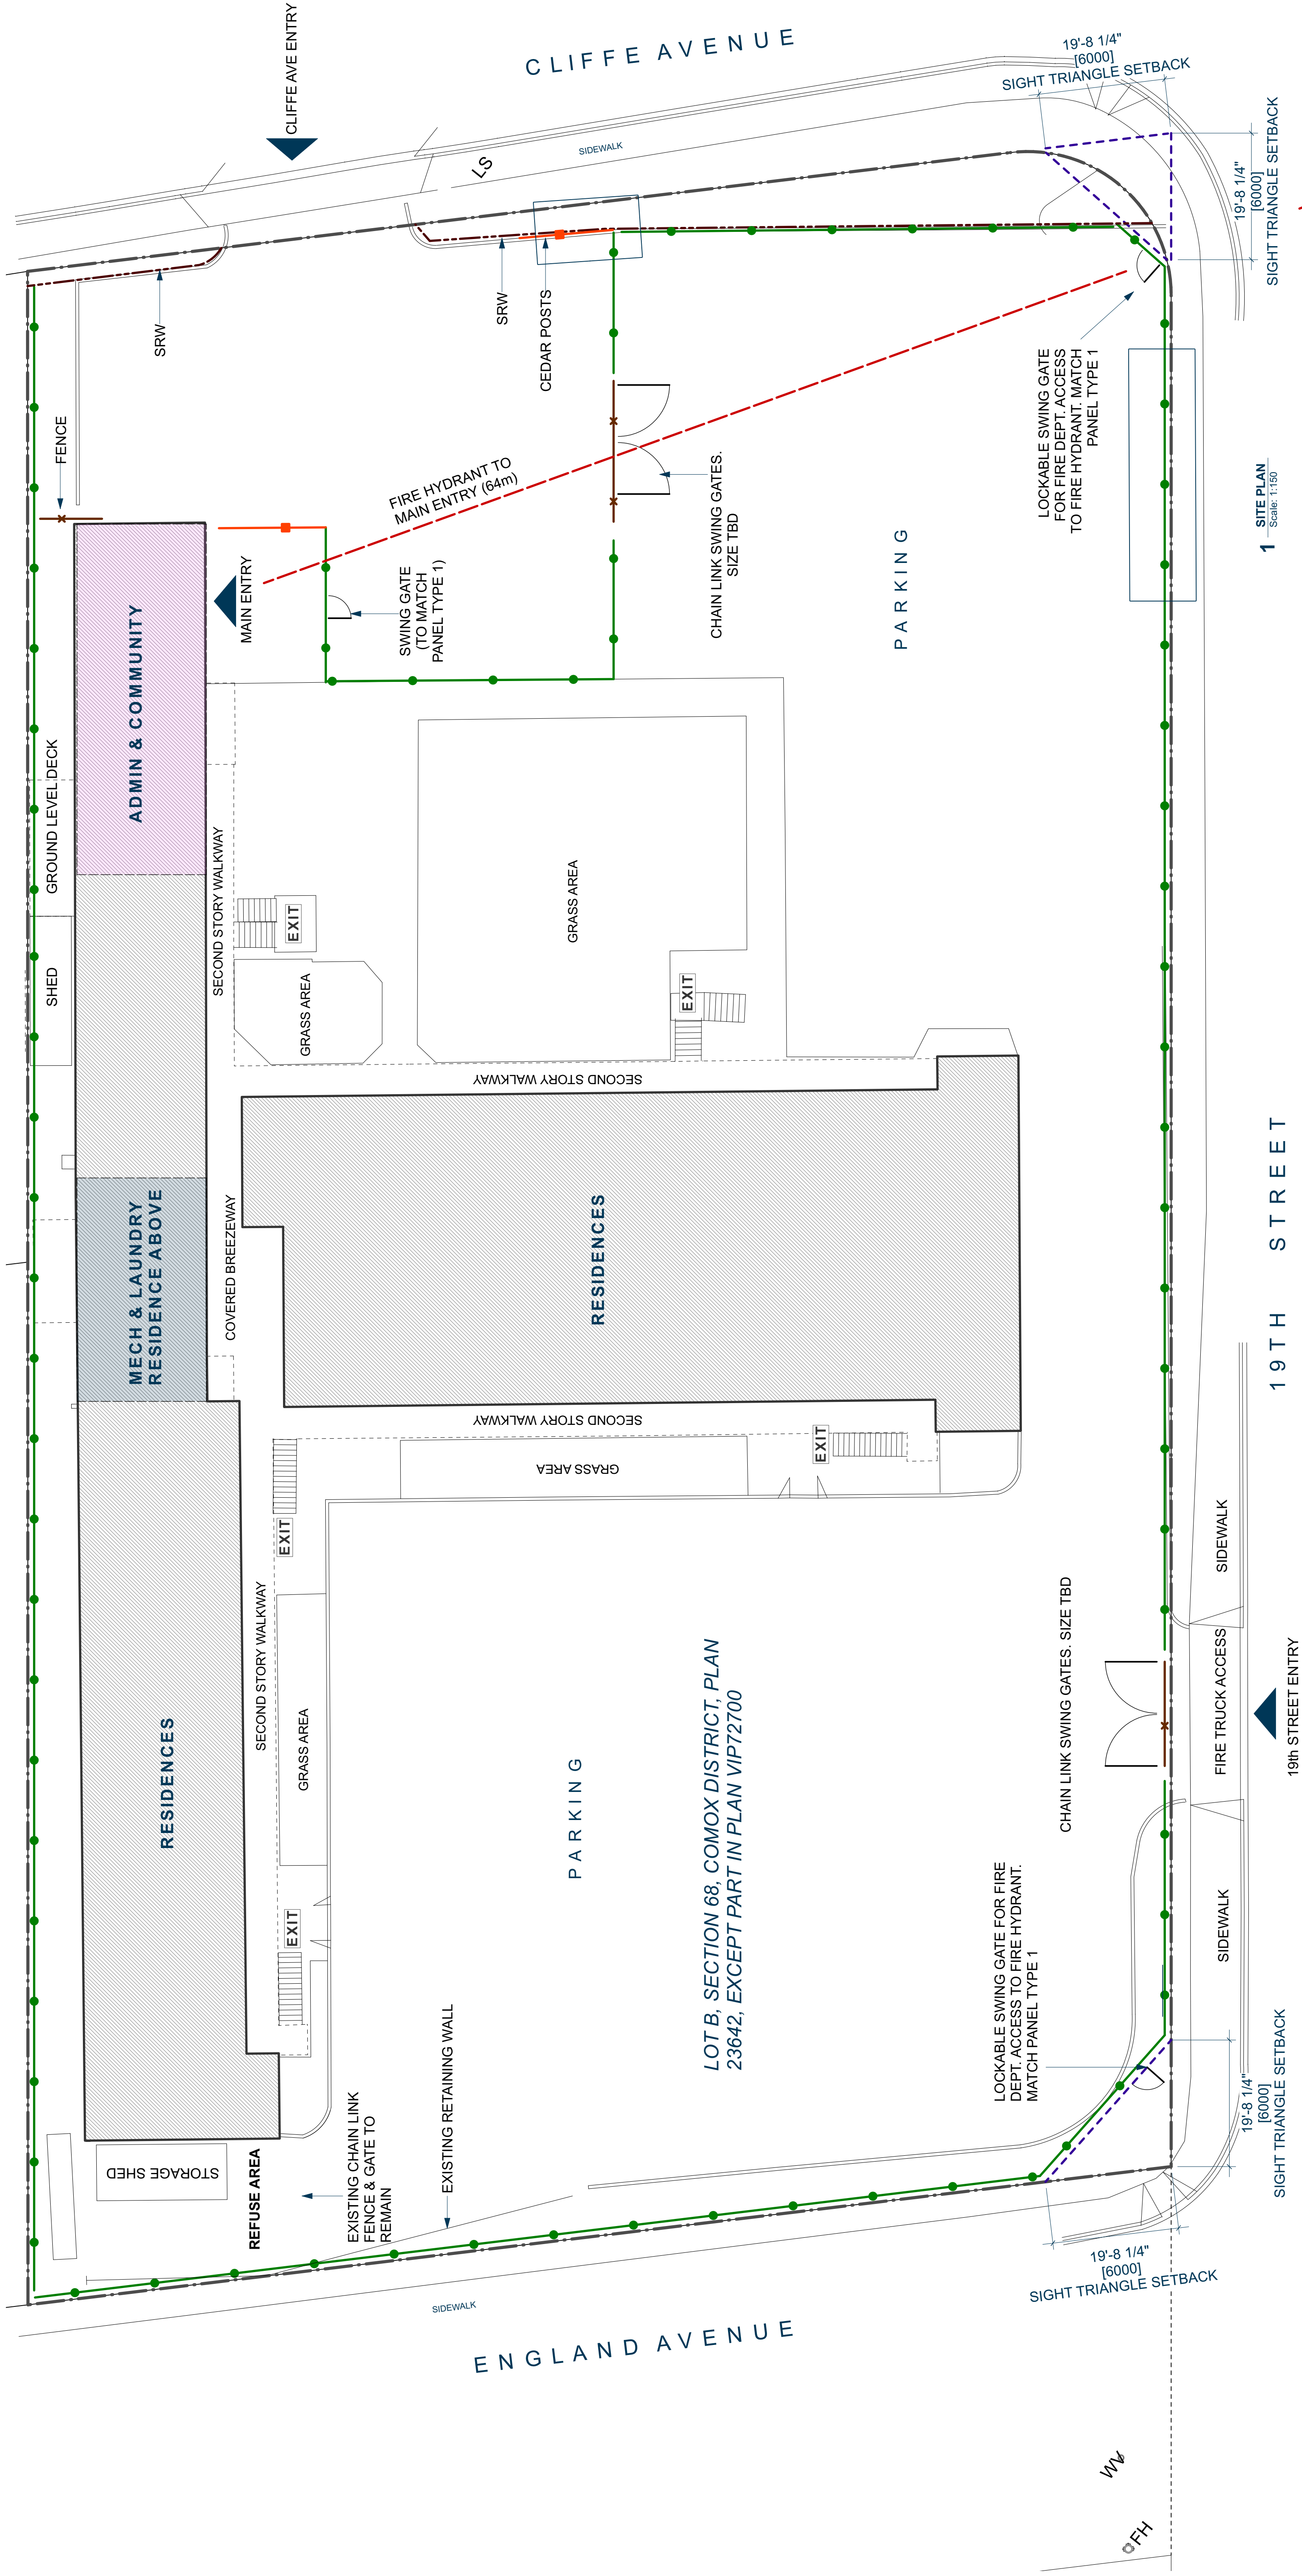 CLIFFE AVENUE
CLIFFE AVE ENTRY
19'-8 1/4"
[6000]
SIGHT TRIANGLE SETBACK
19'-8 1/4"
[6000]
SIGHT TRIANGLE SETBACK
LS
SIDEWALK
SRW
SRW
CEDAR POSTS
FENCE
FIRE HYDRANT TO
MAIN ENTRY (64m)
MAIN ENTRY
SWING GATE
(TO MATCH
PANEL TYPE 1)
CHAIN LINK SWING GATES.
SIZE TBD
LOCKABLE SWING GATE
FOR FIRE DEPT. ACCESS
TO FIRE HYDRANT. MATCH
PANEL TYPE 1
1
SITE PLAN
Scale: 1:150
PARKING
ADMIN & COMMUNITY
GROUND LEVEL DECK
SHED
SECOND STORY WALKWAY
EXIT
GRASS AREA
GRASS AREA
EXIT
SECOND STORY WALKWAY
MECH & LAUNDRY
RESIDENCE ABOVE
COVERED BREEZEWAY
RESIDENCES
19TH STREET
SECOND STORY WALKWAY
GRASS AREA
EXIT
EXIT
SECOND STORY WALKWAY
GRASS AREA
RESIDENCES
EXIT
PARKING
LOT B, SECTION 68, COMOX DISTRICT, PLAN
23642, EXCEPT PART IN PLAN VIP72700
CHAIN LINK SWING GATES. SIZE TBD
SIDEWALK
FIRE TRUCK ACCESS
19th STREET ENTRY
SIDEWALK
LOCKABLE SWING GATE FOR FIRE
DEPT. ACCESS TO FIRE HYDRANT.
MATCH PANEL TYPE 1
STORAGE SHED
REFUSE AREA
EXISTING CHAIN LINK
FENCE & GATE TO
REMAIN
EXISTING RETAINING WALL
19'-8 1/4"
[6000]
SIGHT TRIANGLE SETBACK
19'-8 1/4"
[6000]
SIGHT TRIANGLE SETBACK
SIDEWALK
ENGLAND AVENUE
WV
FH